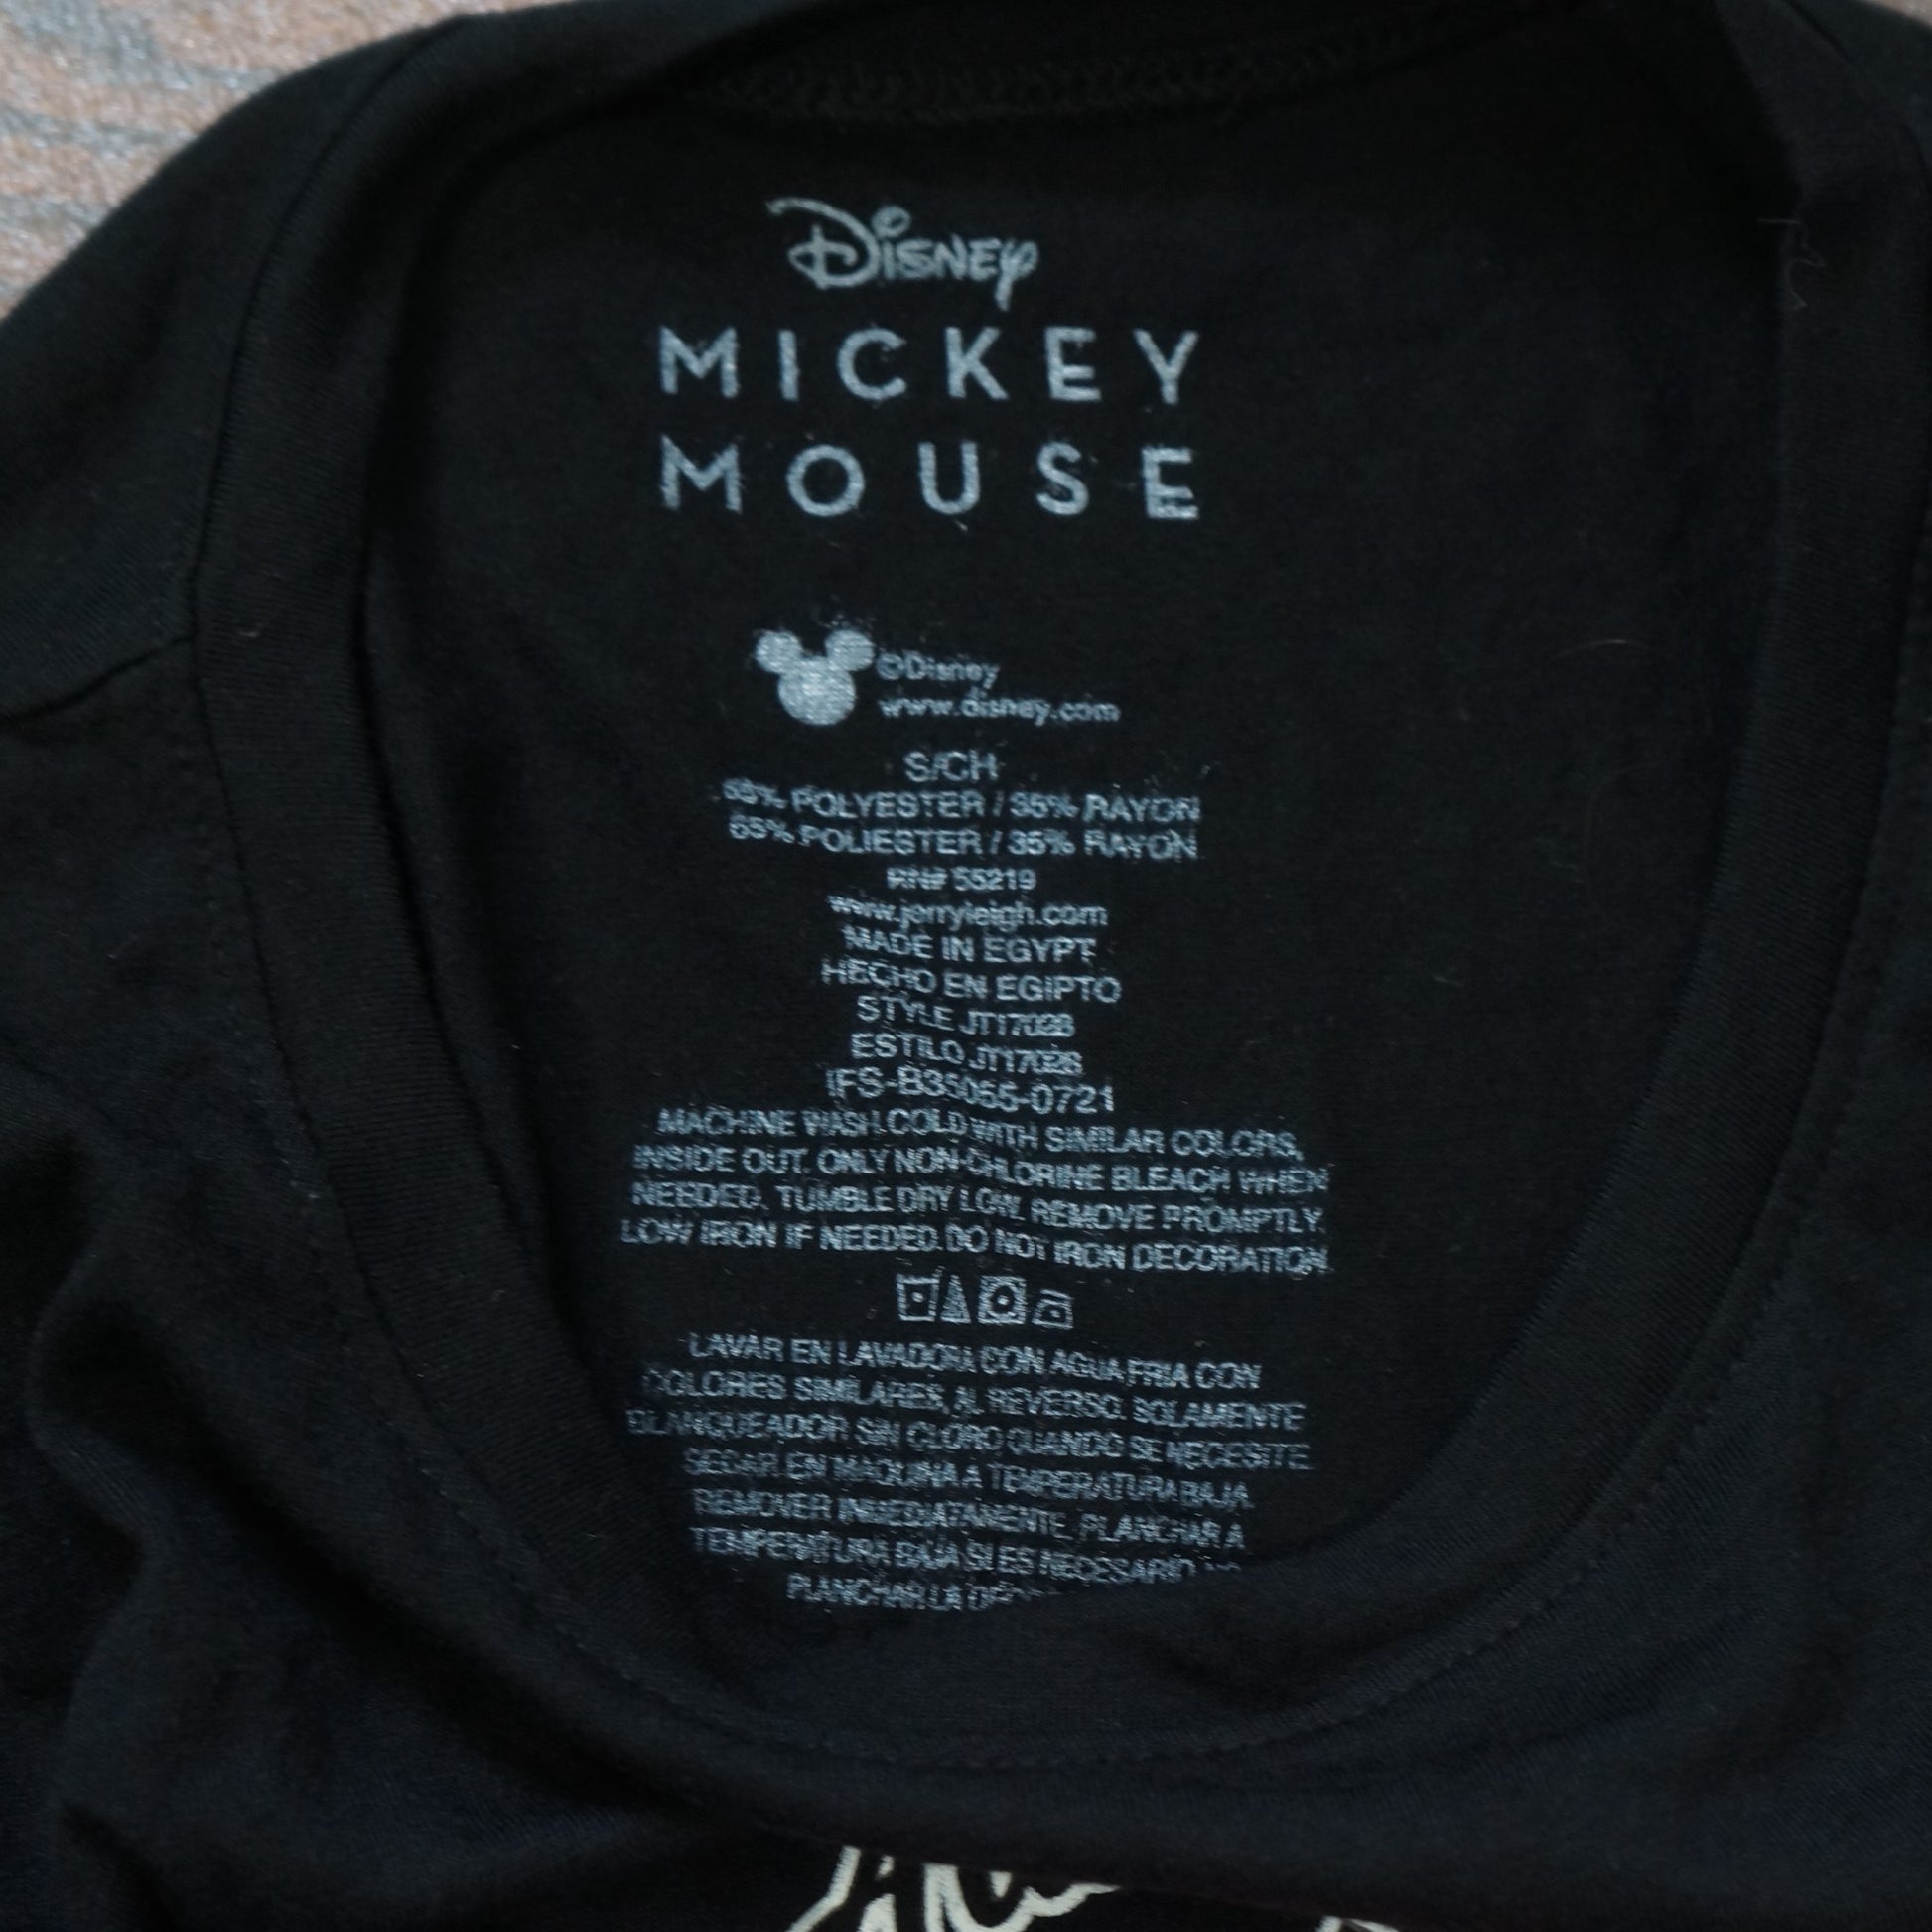 Disney
MICKEY
MOUSE
©Disney
www.disney.com
S/CH
65% POLYESTER / 35% RAYON
65% POLIESTER / 35% RAYON
RN# 55219
www.jerryleigh.com
MADE IN EGYPT
HECHO EN EGIPTO
STYLE JT17028
ESTILO JT17028
IFS-B35055-0721
MACHINE WASH COLD WITH SIMILAR COLORS,
INSIDE OUT. ONLY NON-CHLORINE BLEACH WHEN
NEEDED. TUMBLE DRY LOW. REMOVE PROMPTLY.
LOW IRON IF NEEDED. DO NOT IRON DECORATION.
LAVAR EN LAVADORA CON AGUA FRIA CON
COLORES SIMILARES, AL REVERSO. SOLAMENTE
BLANQUEADOR SIN CLORO CUANDO SE NECESITE.
SECAR EN MAQUINA A TEMPERATURA BAJA.
REMOVER INMEDIATAMENTE. PLANCHAR A
TEMPERATURA BAJA SI ES NECESARIO
PLANCHAR LA